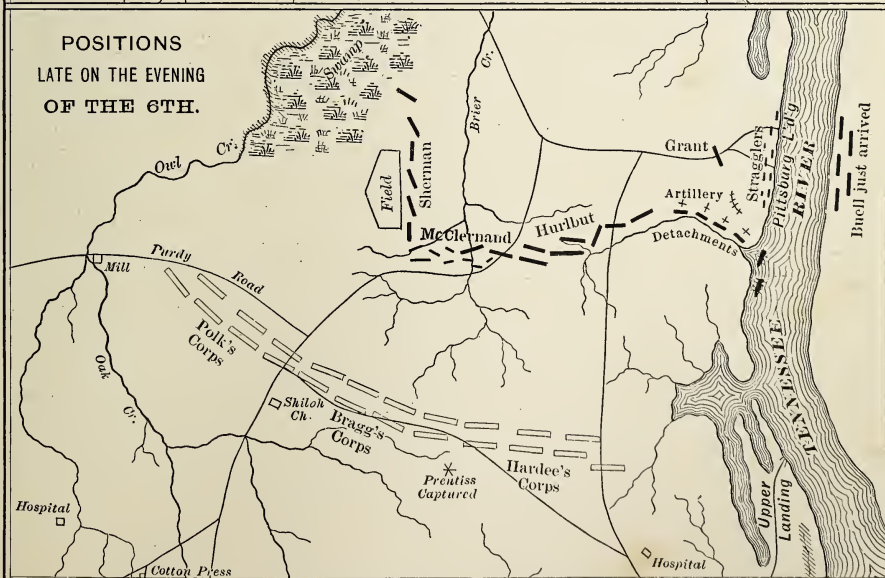 POSITIONS
LATE ON THE EVENING
OF THE 6TH.
Swamp
Brier Cr.
Owl Cr.
Field
Sherman
Grant
Stragglers
Pittsburg L'd'g
RIVER
Buell just arrived
Artillery
Hurlbut
McClernand
Detachments
Purdy Road
Mill
Polk's
Corps
Oak Cr.
TENNESSEE
Shiloh
Ch.
Bragg's
Corps
Hardee's
Corps
Prentiss
Captured
Upper
Landing
Hospital
Hospital
Cotton Press